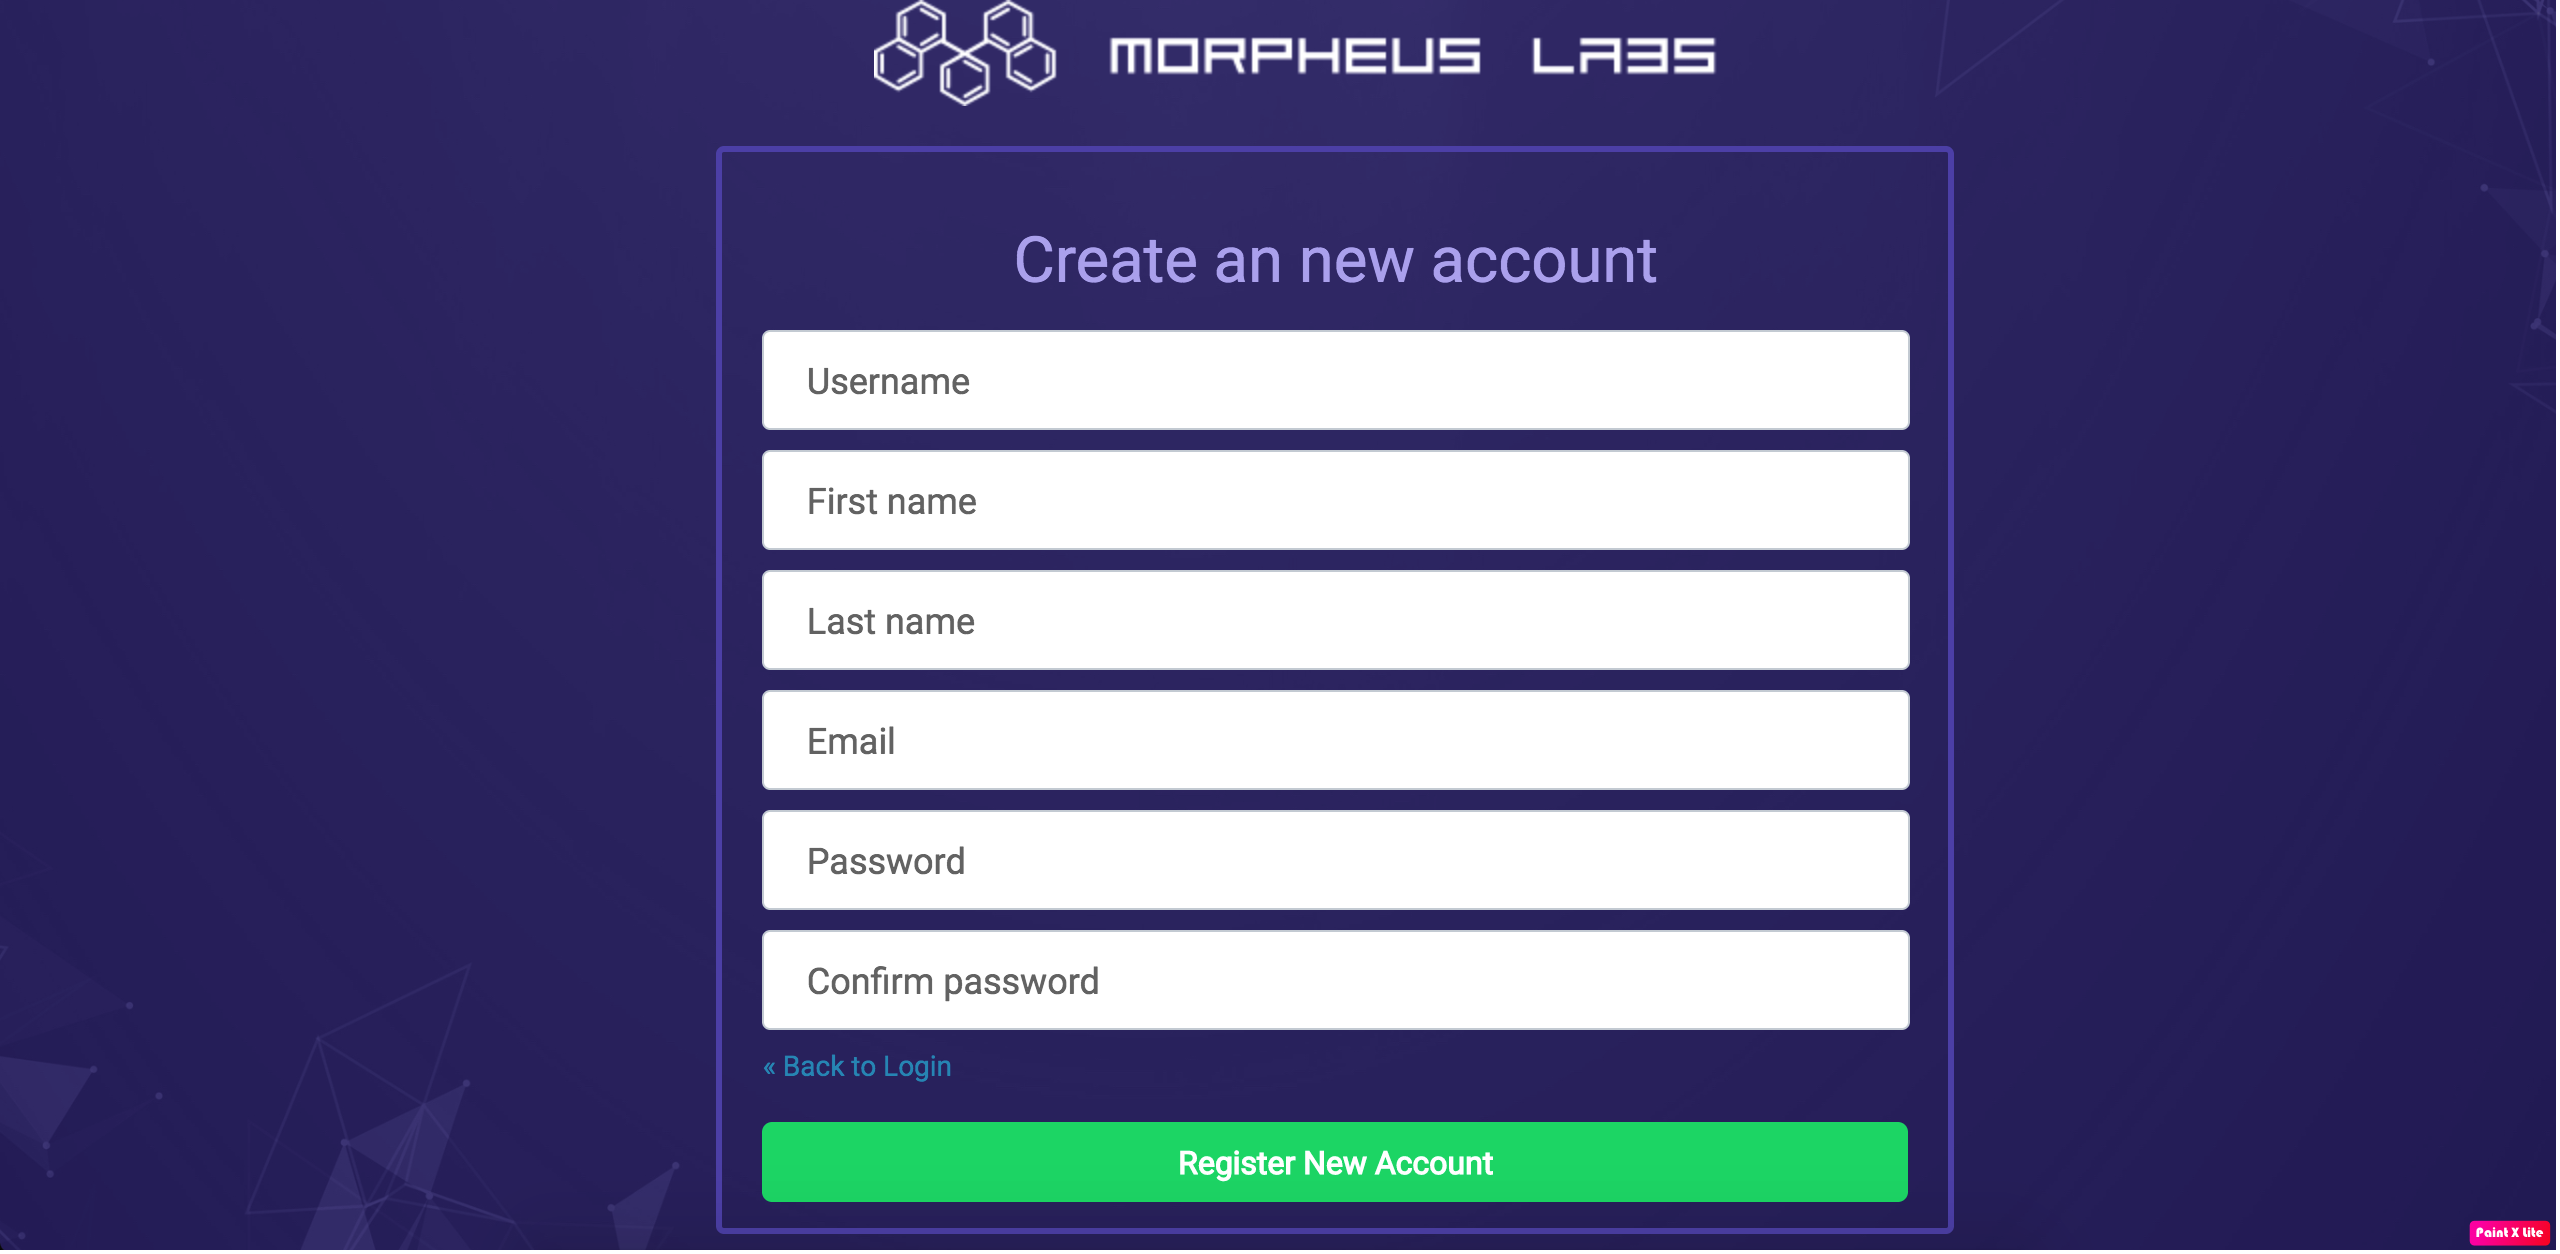 MORPHEUS LABS
Create an new account
Username
First name
Last name
Email
Password
Confirm password
« Back to Login
Register New Account
Paint X Lite